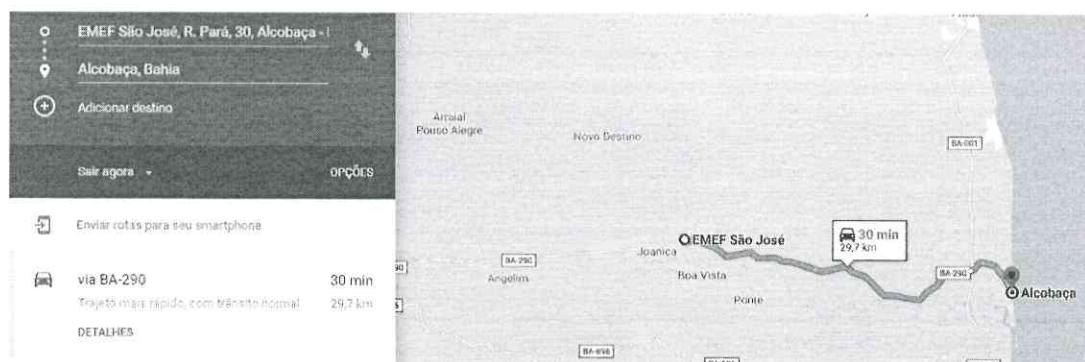 EMEF São José, R. Pará, 30, Alcobaça -
Alcobaça, Bahia
Adicionar destino
Sair agora
OPÇÕES
Enviar rotas para seu smartphone
via BA-290
30 min
Trajeto mais rápido, com trânsito normal
29,7 km
DETALHES
Arraial
Pouso Alegre
Novo Destino
BA-001
EMEF São José
30 min
29,7 km
Joanica
BA-290
Angelim
Boa Vista
Ponte
BA-290
Alcobaça
BA-696